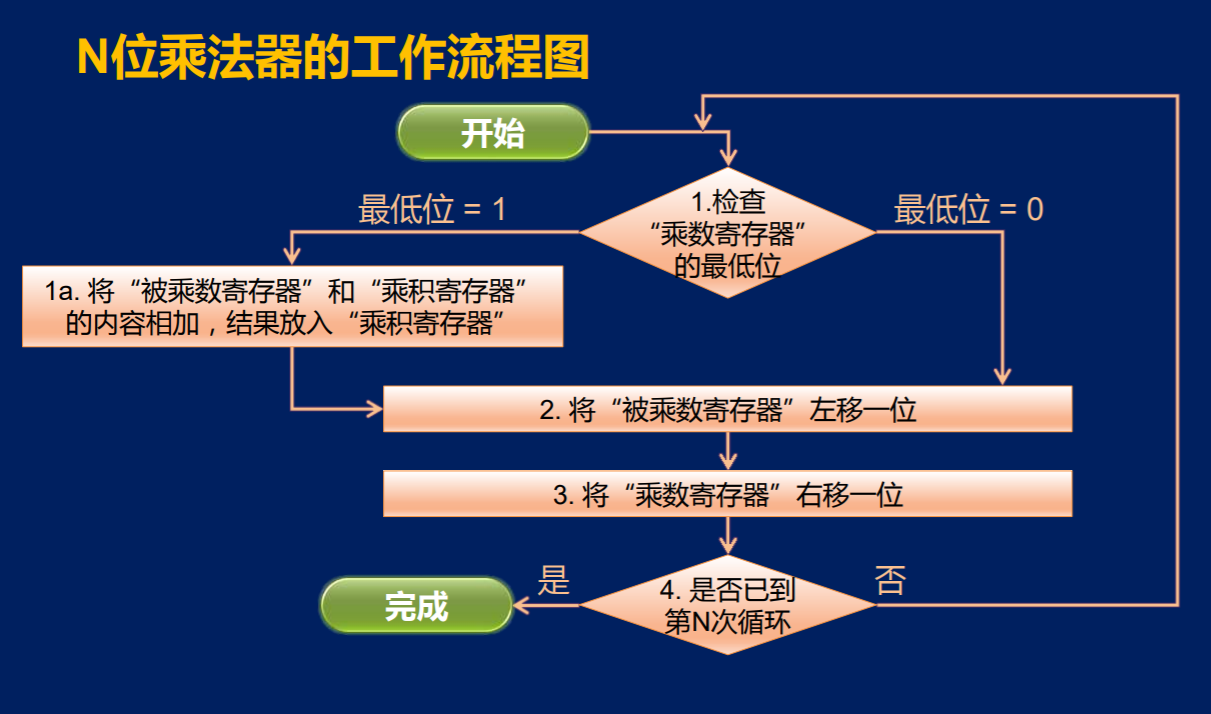 N位乘法器的工作流程图
开始
最低位 = 1
1.检查
“乘数寄存器”
的最低位
最低位 = 0
1a. 将“被乘数寄存器”和“乘积寄存器”
的内容相加，结果放入“乘积寄存器”
2. 将“被乘数寄存器”左移一位
3. 将“乘数寄存器”右移一位
4. 是否已到
第N次循环
是
否
完成